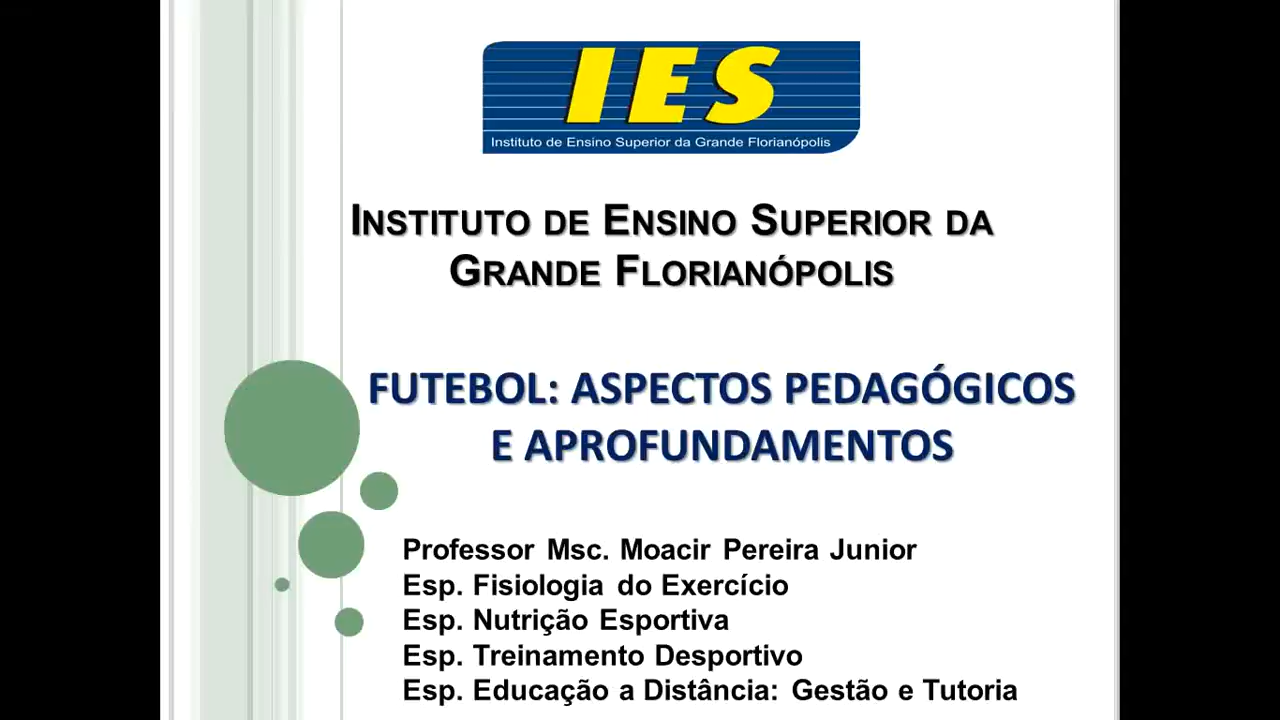 IES
Instituto de Ensino Superior da Grande Florianópolis
INSTITUTO DE ENSINO SUPERIOR DA
GRANDE FLORIANÓPOLIS
FUTEBOL: ASPECTOS PEDAGÓGICOS
E APROFUNDAMENTOS
Professor Msc. Moacir Pereira Junior
Esp. Fisiologia do Exercício
Esp. Nutrição Esportiva
Esp. Treinamento Desportivo
Esp. Educação a Distância: Gestão e Tutoria